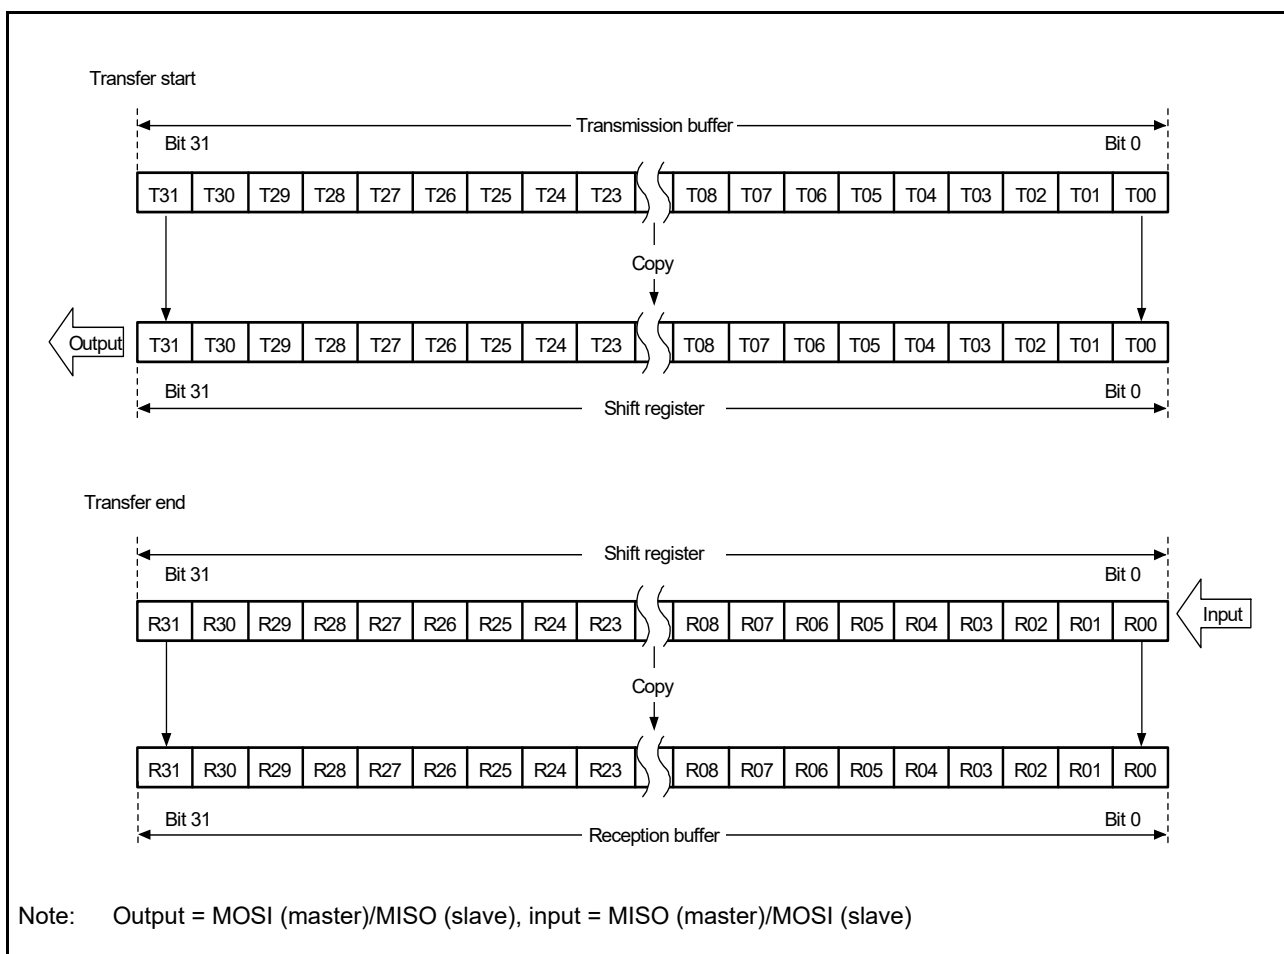 Transfer start
Transmission buffer
Bit 31 Bit 0
T31 T30 T29 T28 T27 T26 T25 T24 T23 T08 T07 T06 T05 T04 T03 T02 T01 T00
Copy
Output T31 T30 T29 T28 T27 T26 T25 T24 T23 T08 T07 T06 T05 T04 T03 T02 T01 T00
Bit 31 Bit 0
Shift register
Transfer end
Shift register
Bit 31 Bit 0
R31 R30 R29 R28 R27 R26 R25 R24 R23 R08 R07 R06 R05 R04 R03 R02 R01 R00 Input
Copy
R31 R30 R29 R28 R27 R26 R25 R24 R23 R08 R07 R06 R05 R04 R03 R02 R01 R00
Bit 31 Bit 0
Reception buffer
Note: Output = MOSI (master)/MISO (slave), input = MISO (master)/MOSI (slave)